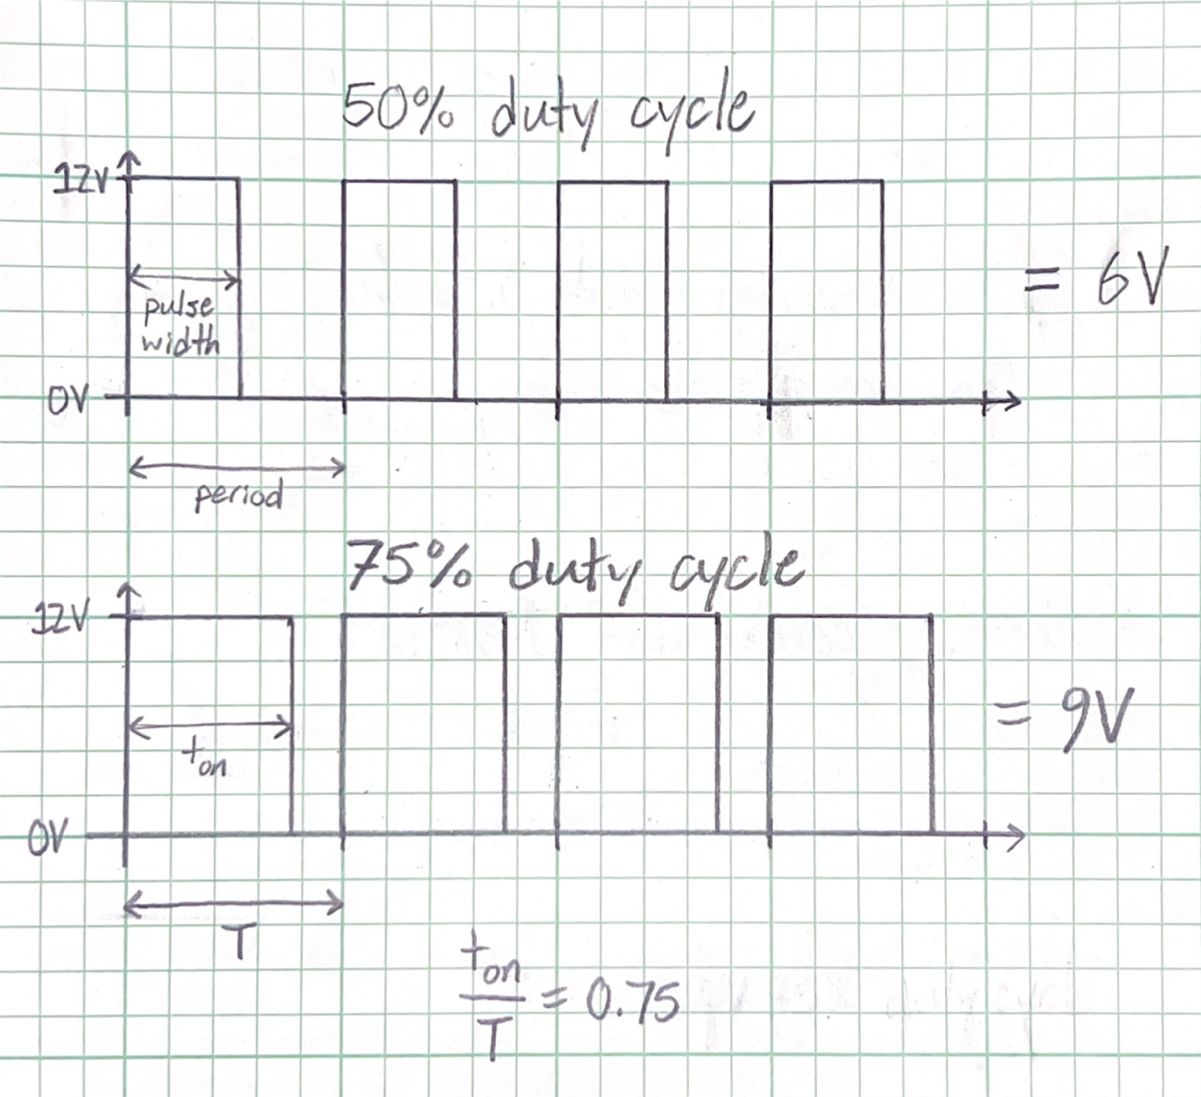 50% duty cycle
12V
pulse
width
= 6V
0V
period
75% duty cycle
12V
ton
= 9V
0V
T
ton
T
= 0.75